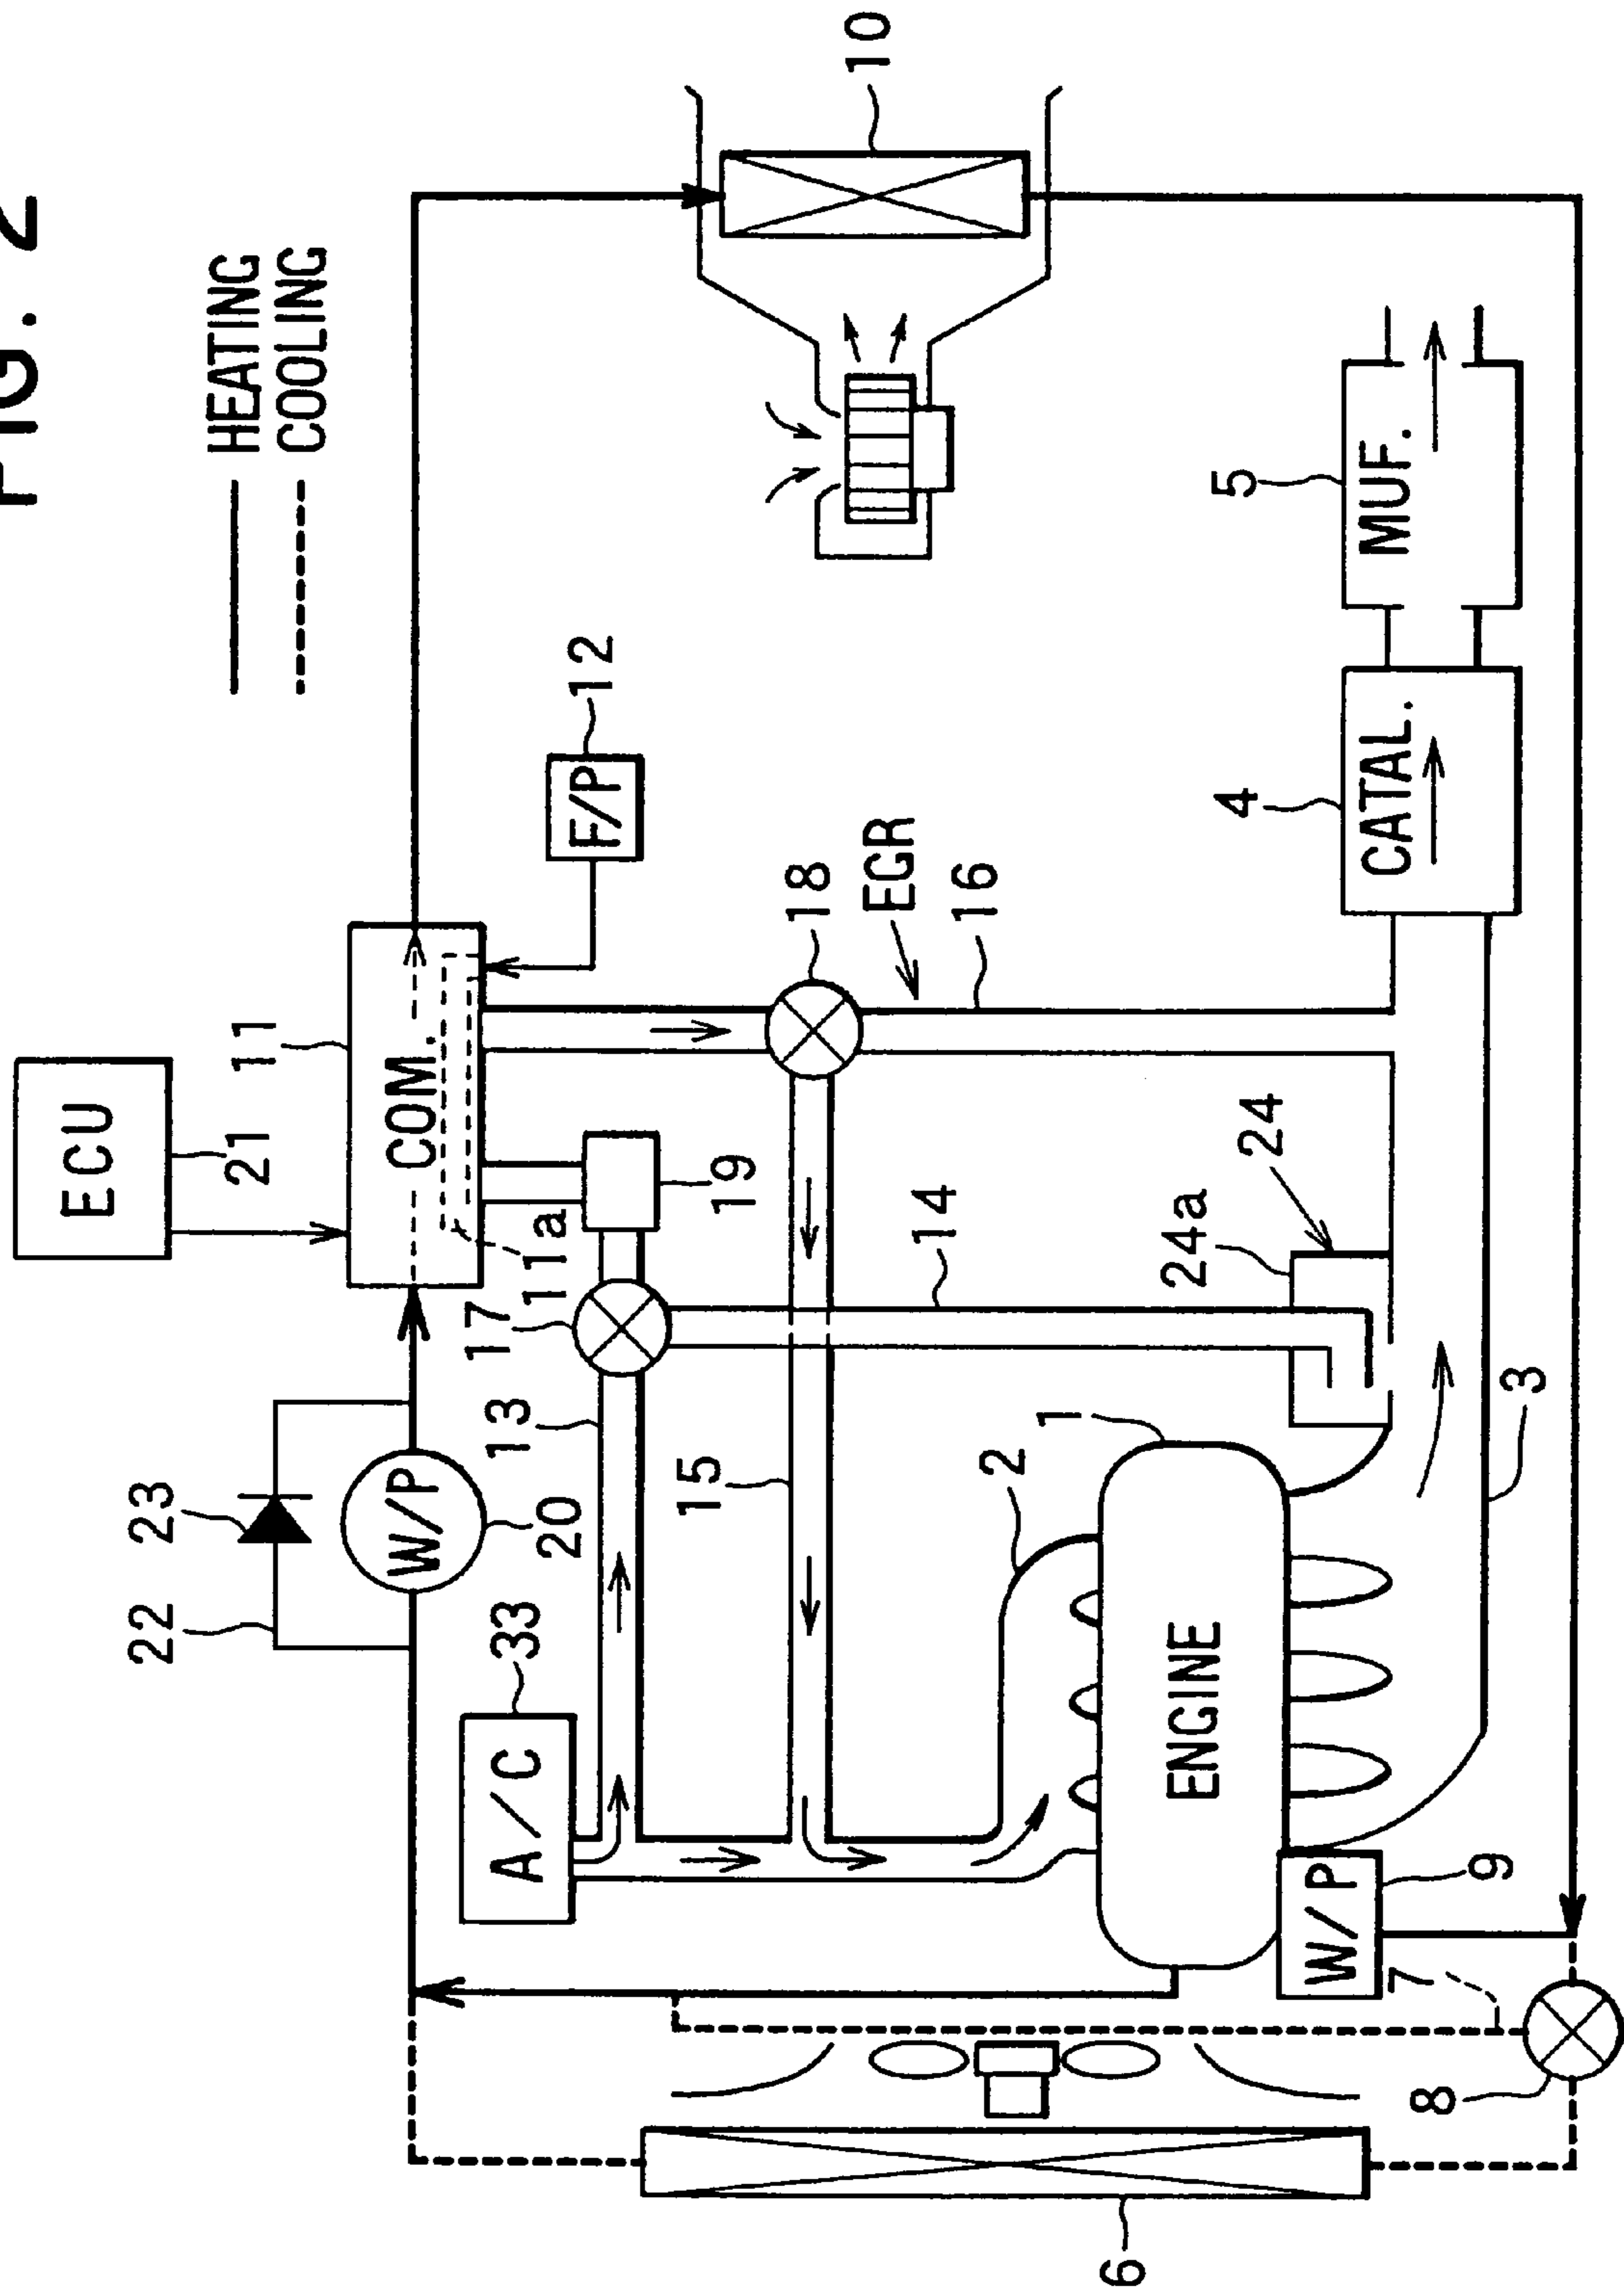 FIG. 2
HEATING
COOLING
ECU
21
11
COM.
11a
12
F/P
10
23
22
W/P
20
17
19
18
EGR
16
13
15
14
A/C
33
24
24a
2
1
ENGINE
3
4
CATAL.
5
MUF.
W/P
9
7
8
6